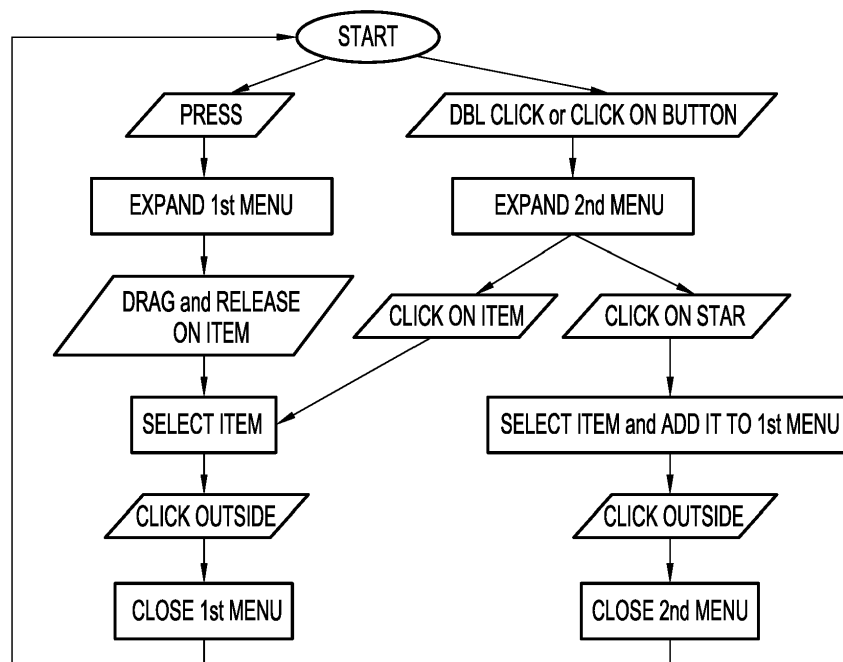 START
PRESS
DBL CLICK or CLICK ON BUTTON
EXPAND 1st MENU
EXPAND 2nd MENU
DRAG and RELEASE
ON ITEM
CLICK ON ITEM
CLICK ON STAR
SELECT ITEM
SELECT ITEM and ADD IT TO 1st MENU
CLICK OUTSIDE
CLICK OUTSIDE
CLOSE 1st MENU
CLOSE 2nd MENU